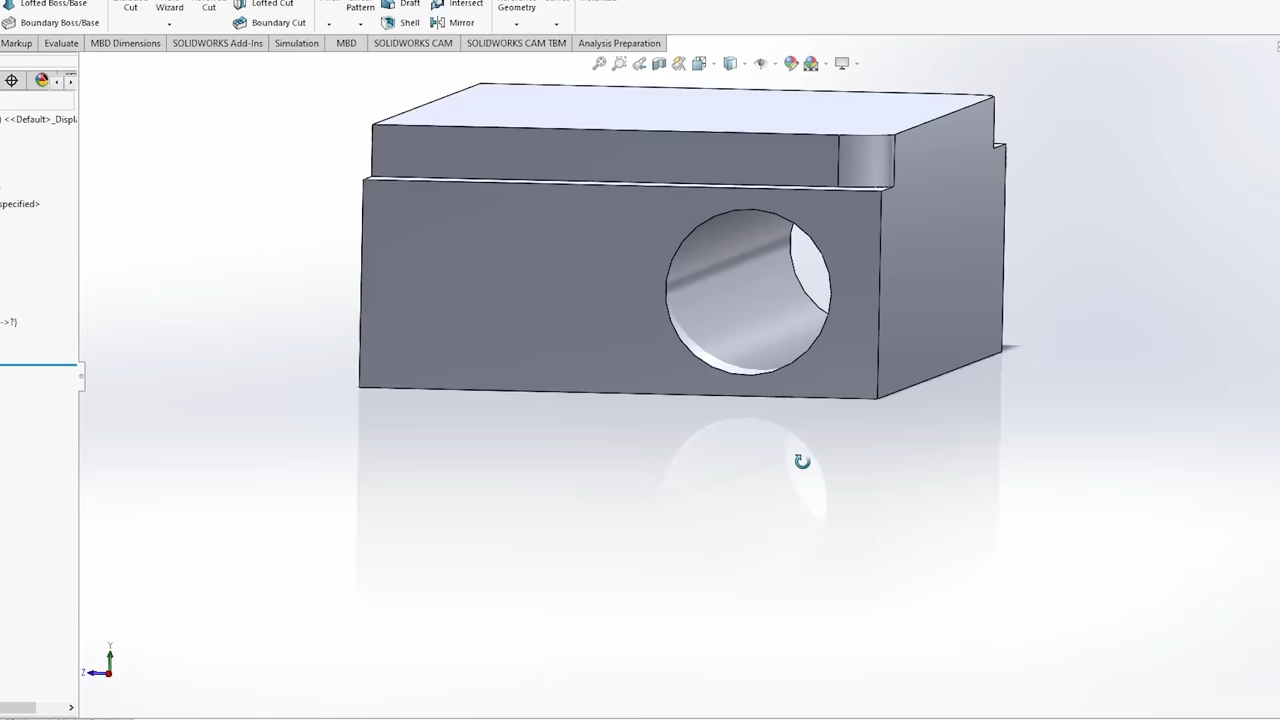 Lofted Boss/Base
Boundary Boss/Base
Cut
Wizard
Cut
Lofted Cut
Boundary Cut
Pattern
Draft
Shell
Intersect
Mirror
Geometry
Markup Evaluate MBD Dimensions SOLIDWORKS Add-Ins Simulation MBD SOLIDWORKS CAM SOLIDWORKS CAM TBM Analysis Preparation
) <<Default>_Displ
specified>
->?}
Y
Z